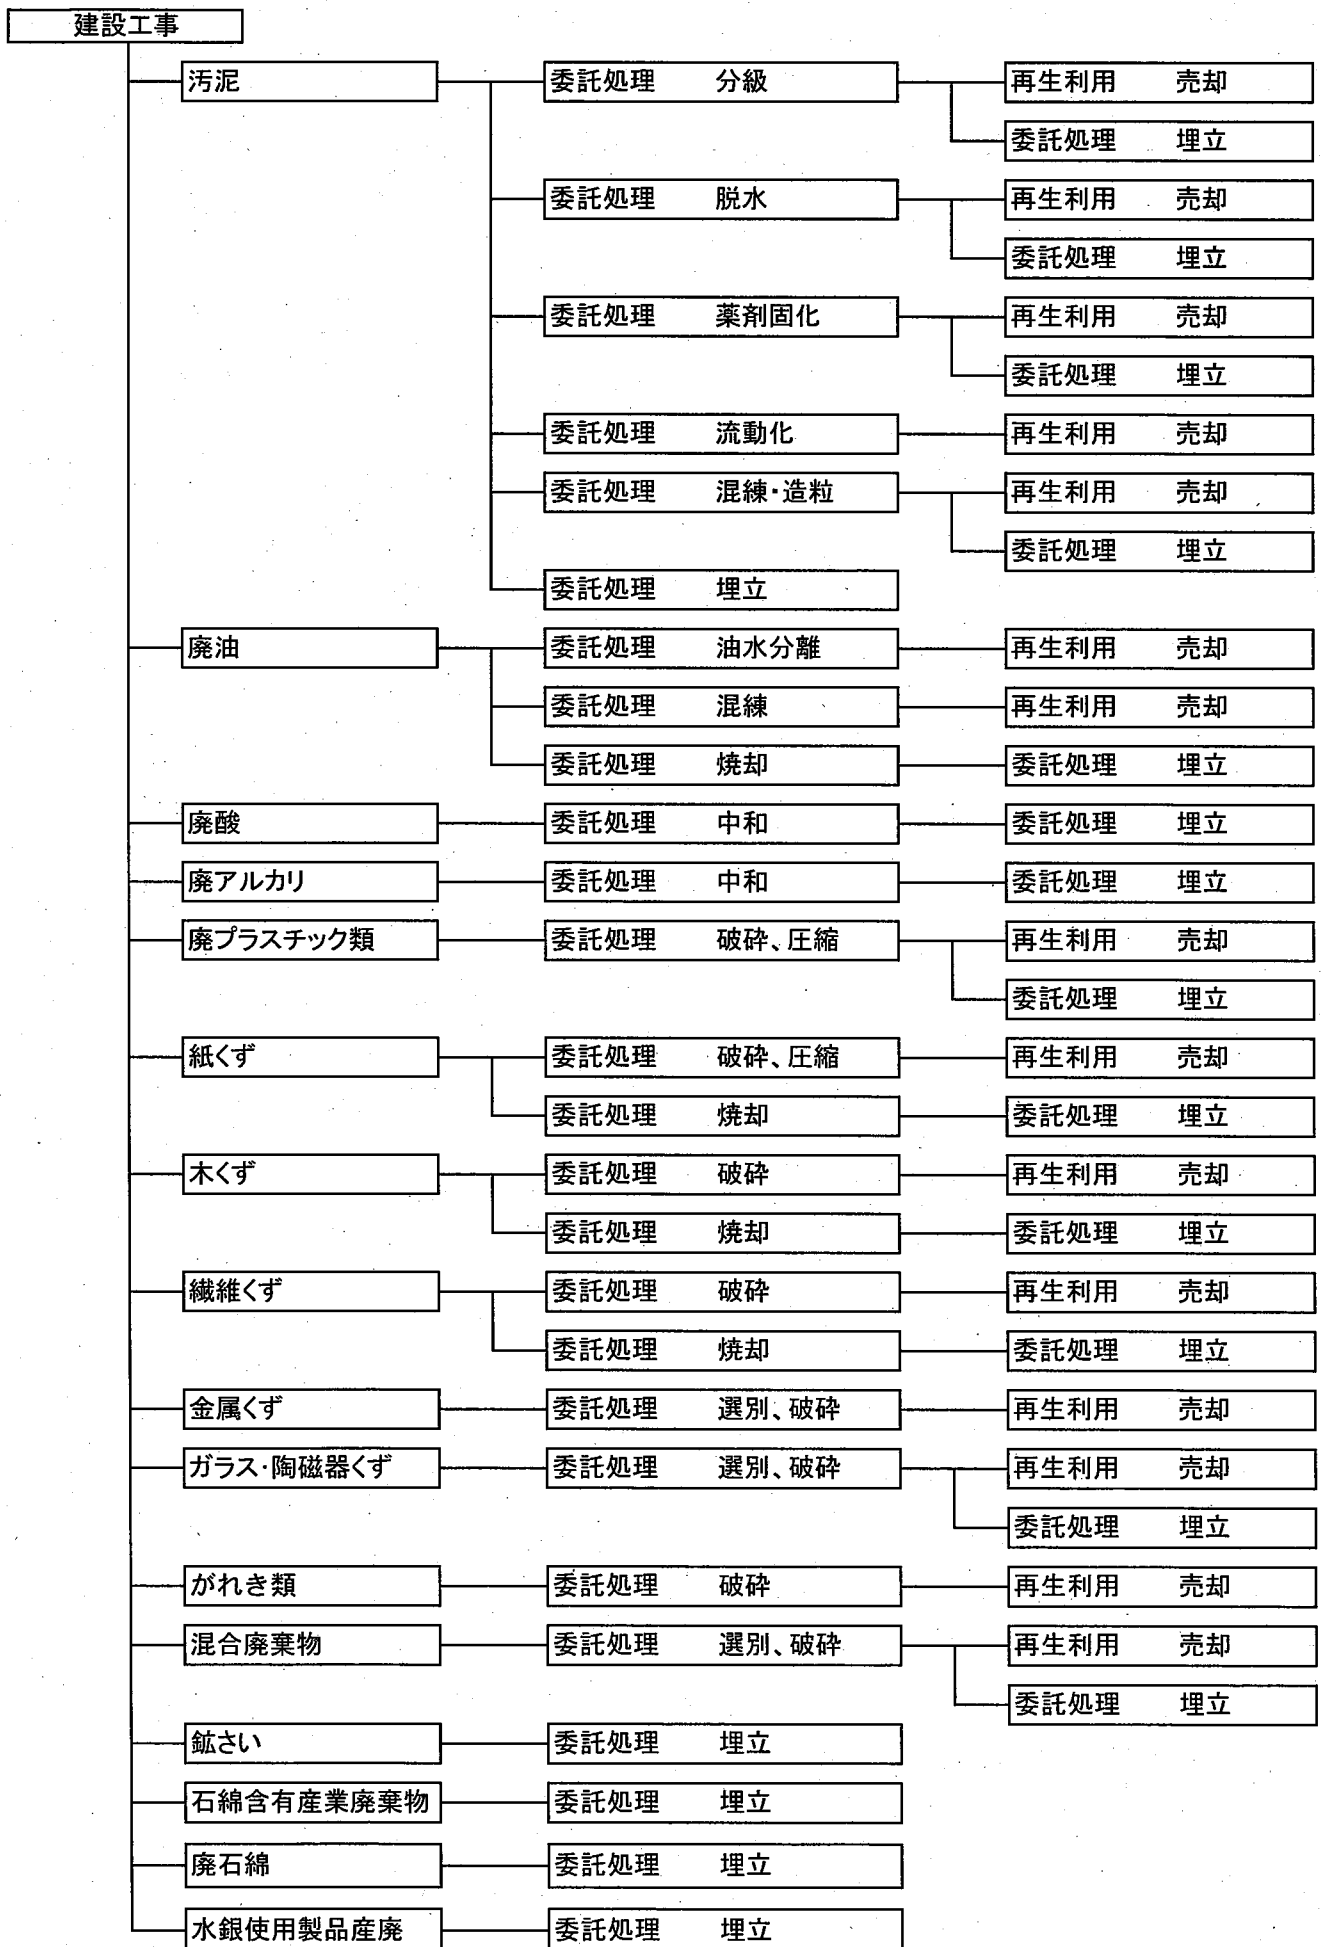 建設工事
汚泥 委託処理 分級 再生利用 売却
委託処理 埋立
委託処理 脱水 再生利用 売却
委託処理 埋立
委託処理 薬剤固化 再生利用 売却
委託処理 埋立
委託処理 流動化 再生利用 売却
委託処理 混練・造粒 再生利用 売却
委託処理 埋立
委託処理 埋立
廃油 委託処理 油水分離 再生利用 売却
委託処理 混練 再生利用 売却
委託処理 焼却 委託処理 埋立
廃酸 委託処理 中和 委託処理 埋立
廃アルカリ 委託処理 中和 委託処理 埋立
廃プラスチック類 委託処理 破砕、圧縮 再生利用 売却
委託処理 埋立
紙くず 委託処理 破砕、圧縮 再生利用 売却
委託処理 焼却 委託処理 埋立
木くず 委託処理 破砕 再生利用 売却
委託処理 焼却 委託処理 埋立
繊維くず 委託処理 破砕 再生利用 売却
委託処理 焼却 委託処理 埋立
金属くず 委託処理 選別、破砕 再生利用 売却
ガラス・陶磁器くず 委託処理 選別、破砕 再生利用 売却
委託処理 埋立
がれき類 委託処理 破砕 再生利用 売却
混合廃棄物 委託処理 選別、破砕 再生利用 売却
委託処理 埋立
鉱さい 委託処理 埋立
石綿含有産業廃棄物 委託処理 埋立
廃石綿 委託処理 埋立
水銀使用製品産廃 委託処理 埋立